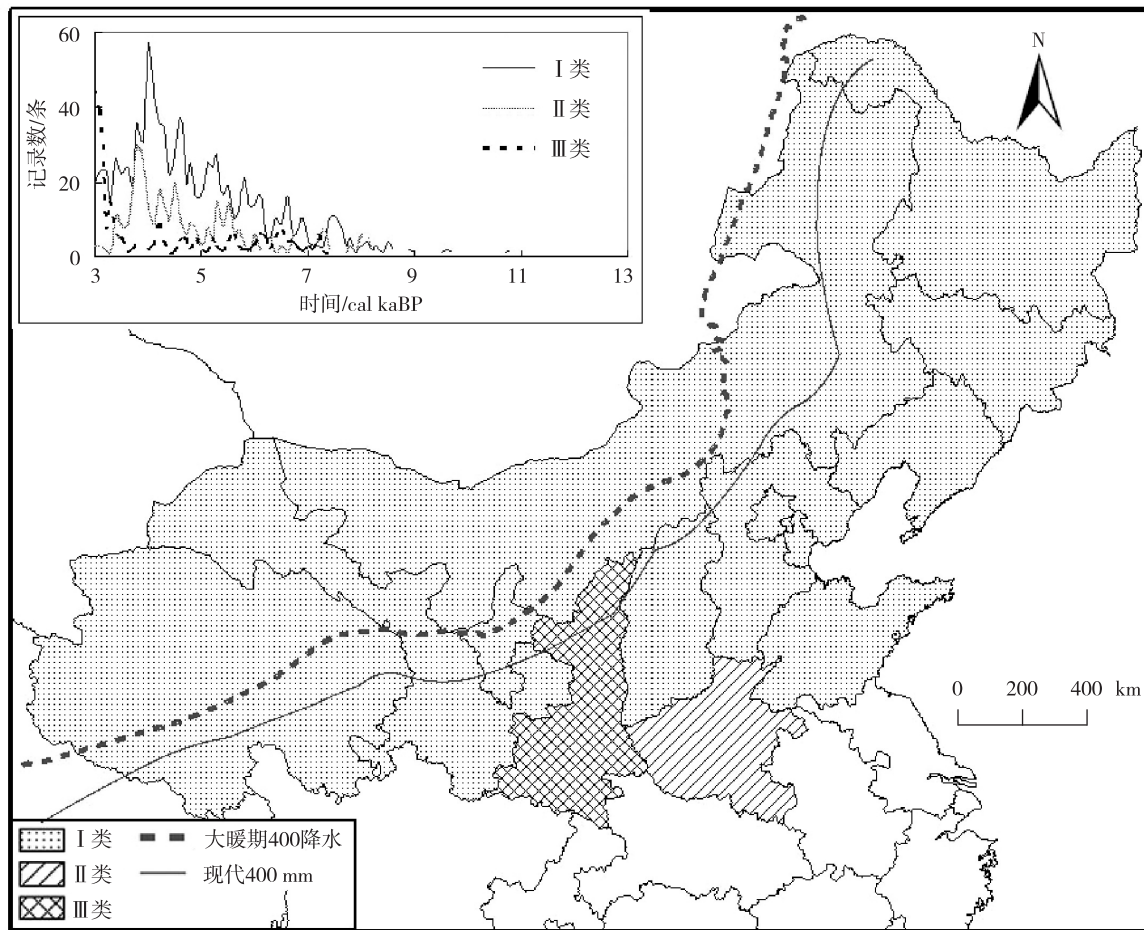 60
40
20
0
记录数/条
3 5 7 9 11 13
时间/cal kaBP
Ⅰ类
Ⅱ类
Ⅲ类
N
0 200 400 km
Ⅰ类 大暖期400降水
Ⅱ类 现代400 mm
Ⅲ类